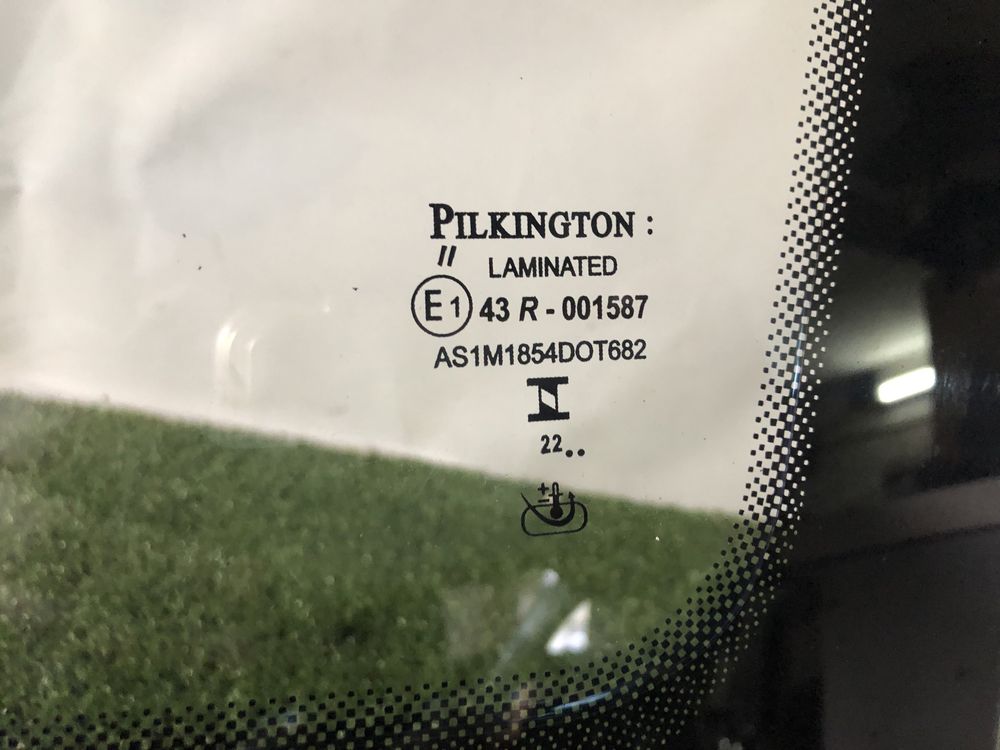 PILKINGTON :
//
LAMINATED
E1 43 R - 001587
AS1M1854DOT682
22..